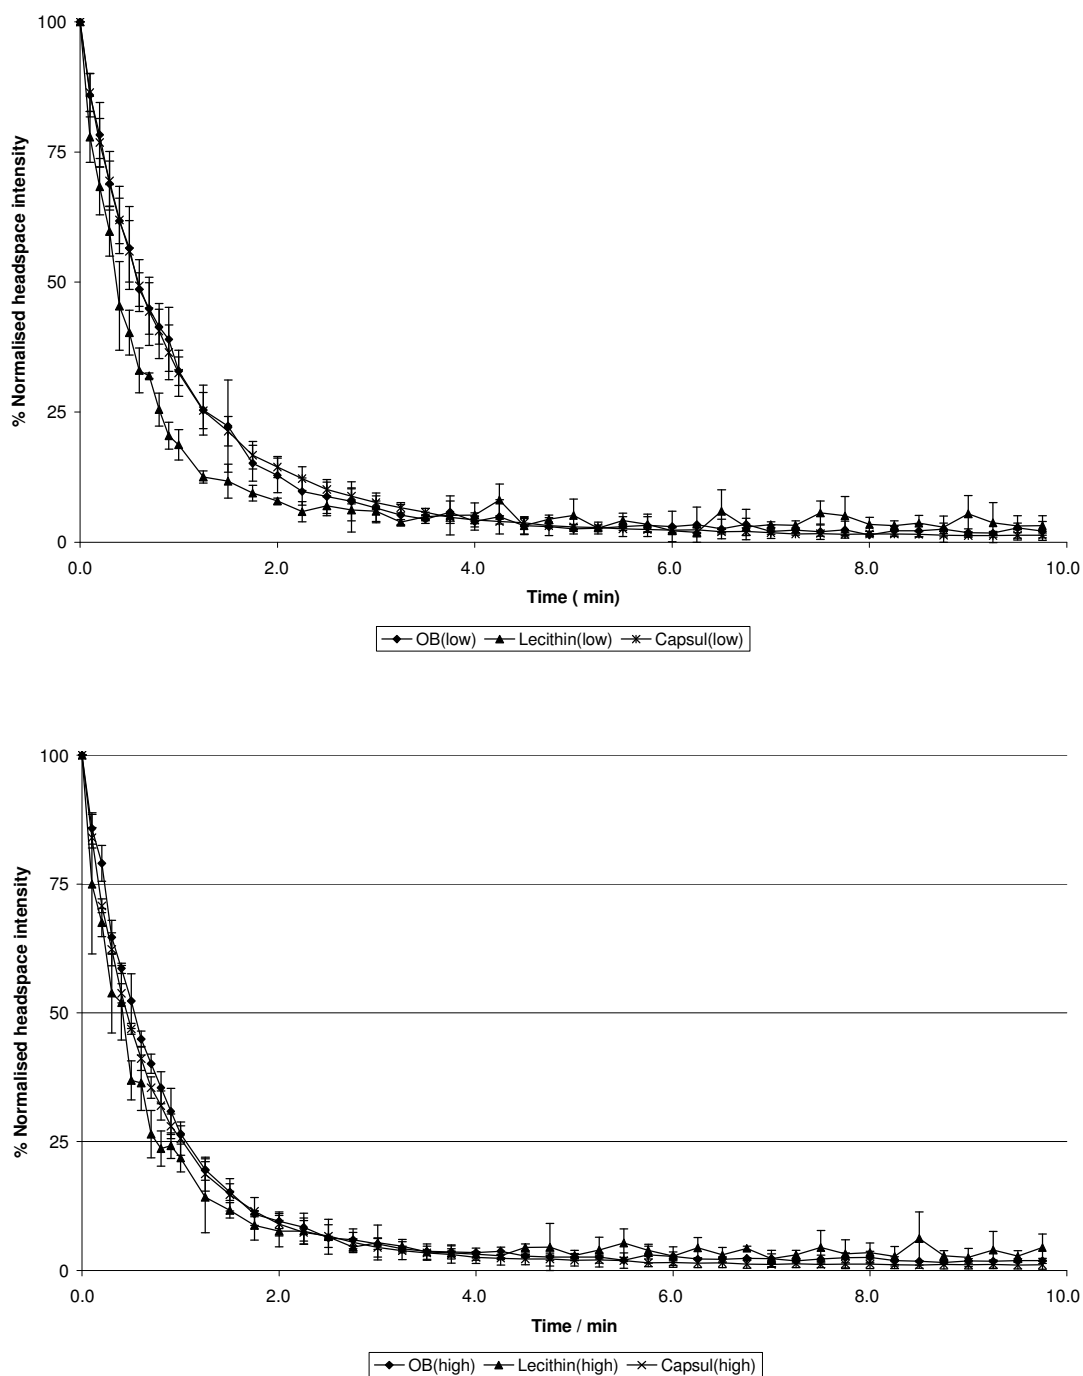 100
75
50
25
0
% Normalised headspace intensity
0.0 2.0 4.0 6.0 8.0 10.0
Time ( min)
OB(low) Lecithin(low) Capsul(low)
100
75
50
25
0
% Normalised headspace intensity
0.0 2.0 4.0 6.0 8.0 10.0
Time / min
OB(high) Lecithin(high) Capsul(high)